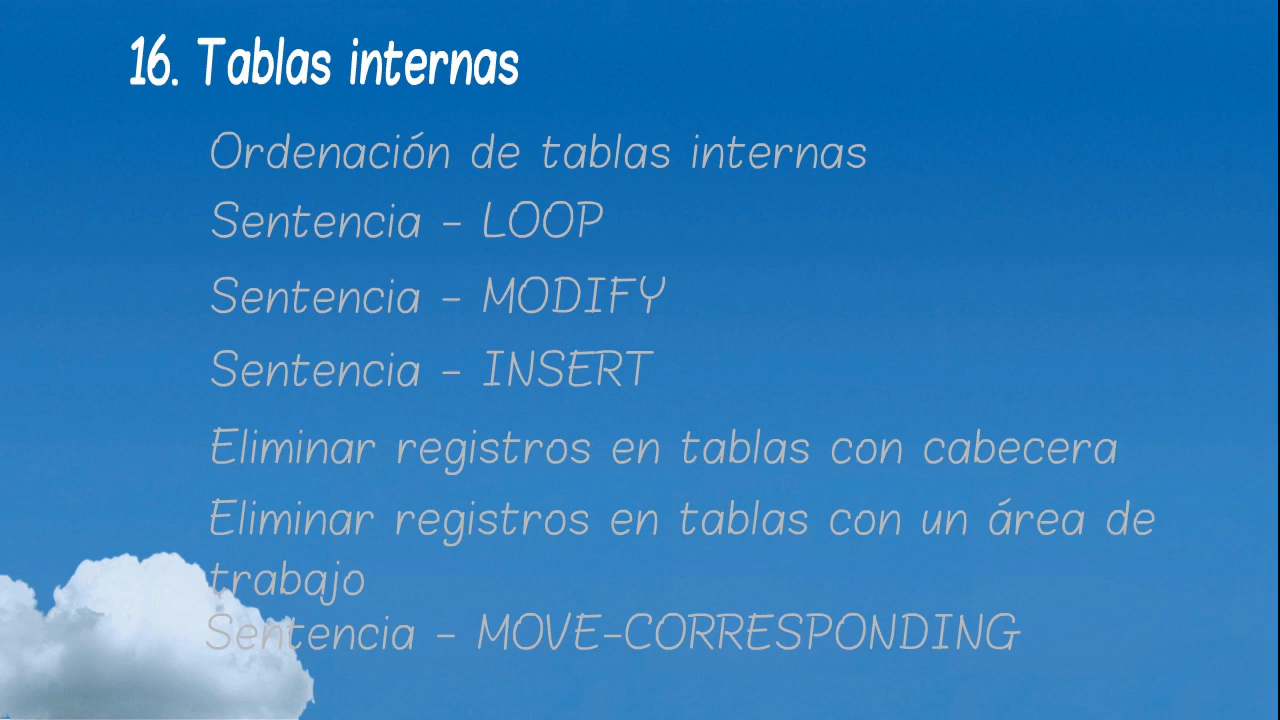 16. Tablas internas
Ordenación de tablas internas
Sentencia - LOOP
Sentencia - MODIFY
Sentencia - INSERT
Eliminar registros en tablas con cabecera
Eliminar registros en tablas con un área de
trabajo
Sentencia - MOVE-CORRESPONDING